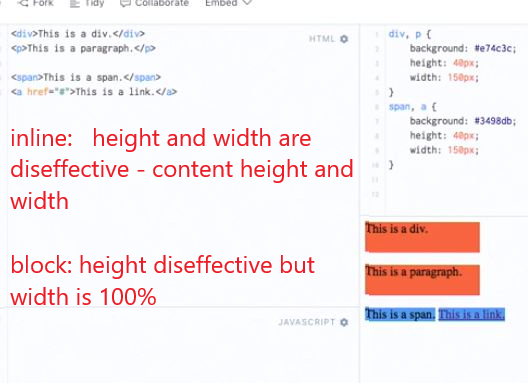 Fork Tidy Collaborate Embed
<div>This is a div.</div>
<p>This is a paragraph.</p>
<span>This is a span.</span>
<a href="#">This is a link.</a>
HTML
inline: height and width are
diseffective - content height and
width
block: height diseffective but
width is 100%
JAVASCRIPT
1 div, p {
2 background: #e74c3c;
3 height: 40px;
4 width: 150px;
5 }
6 span, a {
7 background: #3498db;
8 height: 40px;
9 width: 150px;
10 }
11
12
This is a div.
This is a paragraph.
This is a span. This is a link.